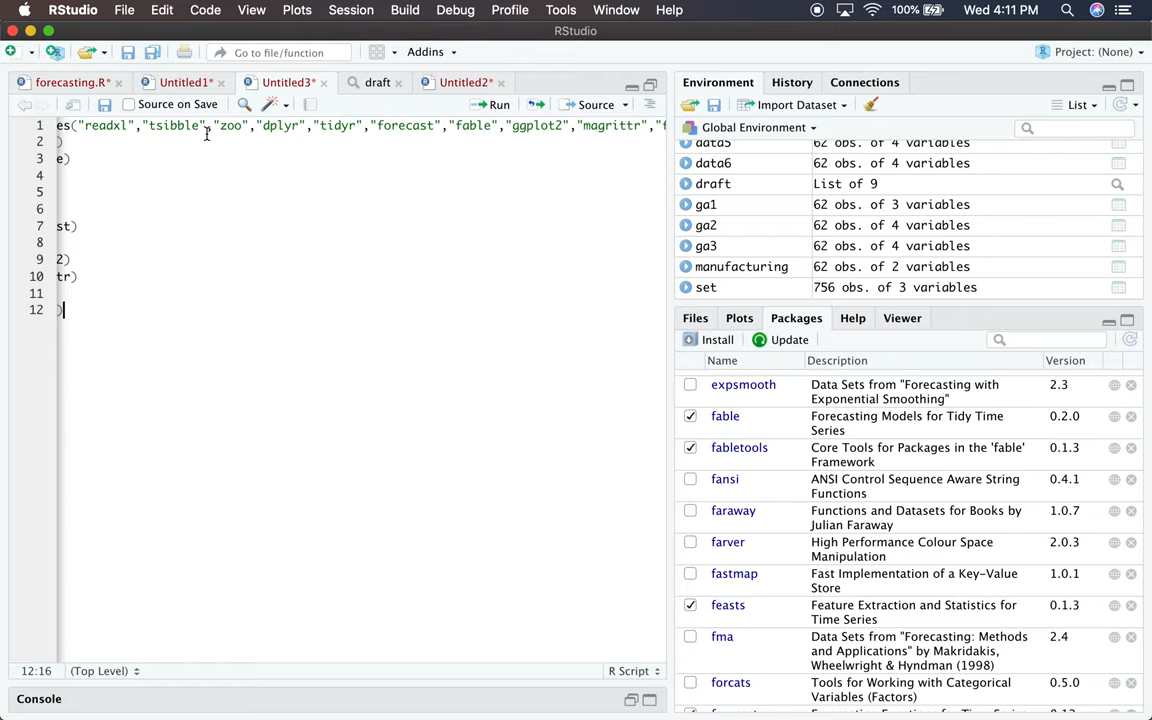 RStudio File Edit Code View Plots Session Build Debug Profile Tools Window Help 100% Wed 4:11 PM
RStudio
Go to file/function Addins Project: (None)
forecasting.R* Untitled1* Untitled3* draft Untitled2*
Source on Save Run Source
1 es("readxl","tsibble","zoo","dplyr","tidyr","forecast","fable","ggplot2","magrittr","f
2 )
3 e)
4
5
6
7 st)
8
9 2)
10 tr)
11
12 )
12:16 (Top Level) R Script
Console
Environment History Connections
Import Dataset List
Global Environment
data5 62 obs. of 4 variables
data6 62 obs. of 4 variables
draft List of 9
ga1 62 obs. of 3 variables
ga2 62 obs. of 4 variables
ga3 62 obs. of 4 variables
manufacturing 62 obs. of 2 variables
set 756 obs. of 3 variables
Files Plots Packages Help Viewer
Install Update
Name Description Version
expsmooth Data Sets from "Forecasting with 2.3
Exponential Smoothing"
fable Forecasting Models for Tidy Time 0.2.0
Series
fabletools Core Tools for Packages in the 'fable' 0.1.3
Framework
fansi ANSI Control Sequence Aware String 0.4.1
Functions
faraway Functions and Datasets for Books by 1.0.7
Julian Faraway
farver High Performance Colour Space 2.0.3
Manipulation
fastmap Fast Implementation of a Key-Value 1.0.1
Store
feasts Feature Extraction and Statistics for 0.1.3
Time Series
fma Data Sets from "Forecasting: Methods 2.4
and Applications" by Makridakis,
Wheelwright & Hyndman (1998)
forcats Tools for Working with Categorical 0.5.0
Variables (Factors)